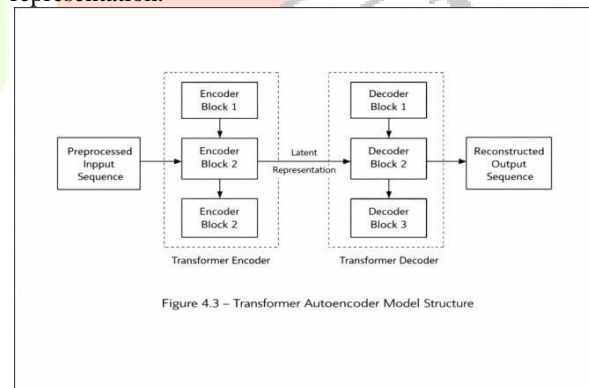 representation.
Encoder
Block 1
Decoder
Block 1
Preprocessed
Inpput
Sequence
Encoder
Block 2
Latent
Representation
Decoder
Block 2
Reconstructed
Output
Sequence
Encoder
Block 2
Decoder
Block 3
Transformer Encoder
Transformer Decoder
Figure 4.3 – Transformer Autoencoder Model Structure